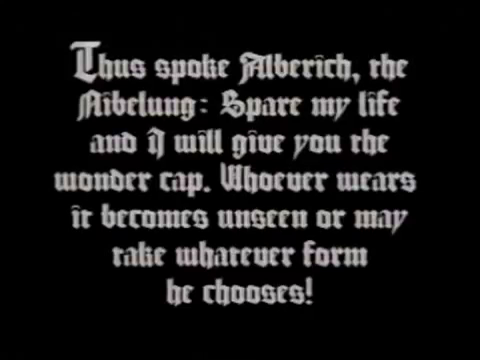 Thus spoke Alberich, the
Nibelung: Spare my life
and I will give you the
wonder cap. Whoever wears
it becomes unseen or may
take whatever form
he chooses!